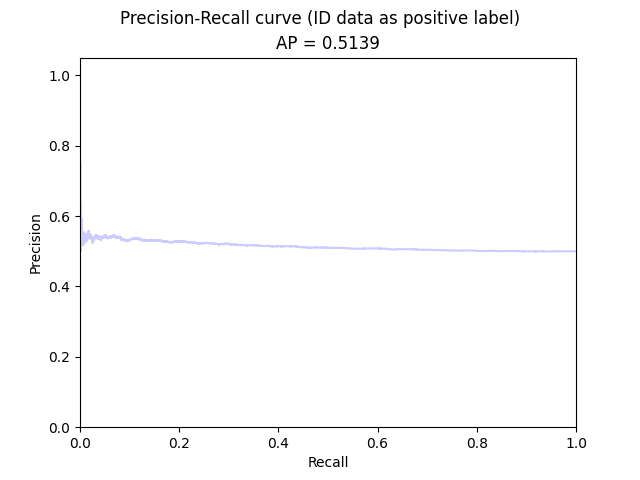 Precision-Recall curve (ID data as positive label)
AP = 0.5139
1.0
0.8
0.6
0.4
0.2
0.0
Precision
0.0 0.2 0.4 0.6 0.8 1.0
Recall